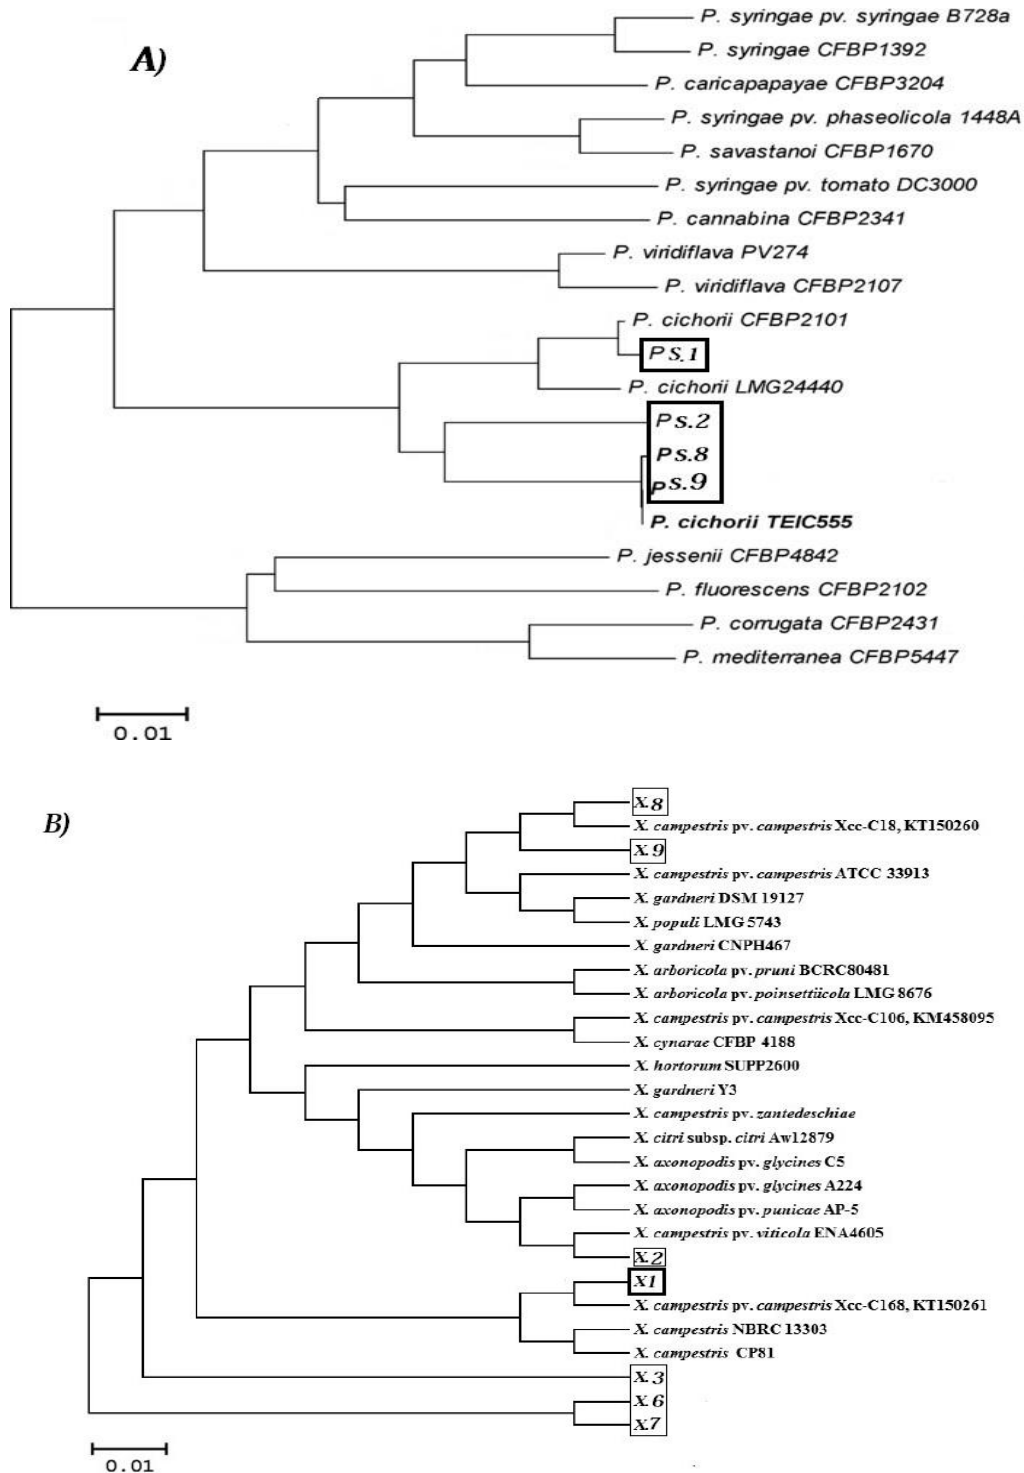 A)
P. syringae pv. syringae B728a
P. syringae CFBP1392
P. caricapapayae CFBP3204
P. syringae pv. phaseolicola 1448A
P. savastanoi CFBP1670
P. syringae pv. tomato DC3000
P. cannabina CFBP2341
P. viridiflava PV274
P. viridiflava CFBP2107
P. cichorii CFBP2101
PS.1
P. cichorii LMG24440
Ps.2
Ps.8
Ps.9
P. cichorii TEIC555
P. jessenii CFBP4842
P. fluorescens CFBP2102
P. corrugata CFBP2431
P. mediterranea CFBP5447
0.01
B)
X.8
X. campestris pv. campestris Xcc-C18, KT150260
X.9
X. campestris pv. campestris ATCC 33913
X. gardneri DSM 19127
X. populi LMG 5743
X. gardneri CNPH467
X. arboricola pv. pruni BCRC80481
X. arboricola pv. poinsettiicola LMG 8676
X. campestris pv. campestris Xcc-C106, KM458095
X. cynarae CFBP 4188
X. hortorum SUPP2600
X. gardneri Y3
X. campestris pv. zantedeschiae
X. citri subsp. citri Aw12879
X. axonopodis pv. glycines C5
X. axonopodis pv. glycines A224
X. axonopodis pv. punicae AP-5
X. campestris pv. viticola ENA4605
X.2
X1
X. campestris pv. campestris Xcc-C168, KT150261
X. campestris NBRC 13303
X. campestris CP81
X.3
X.6
X.7
0.01